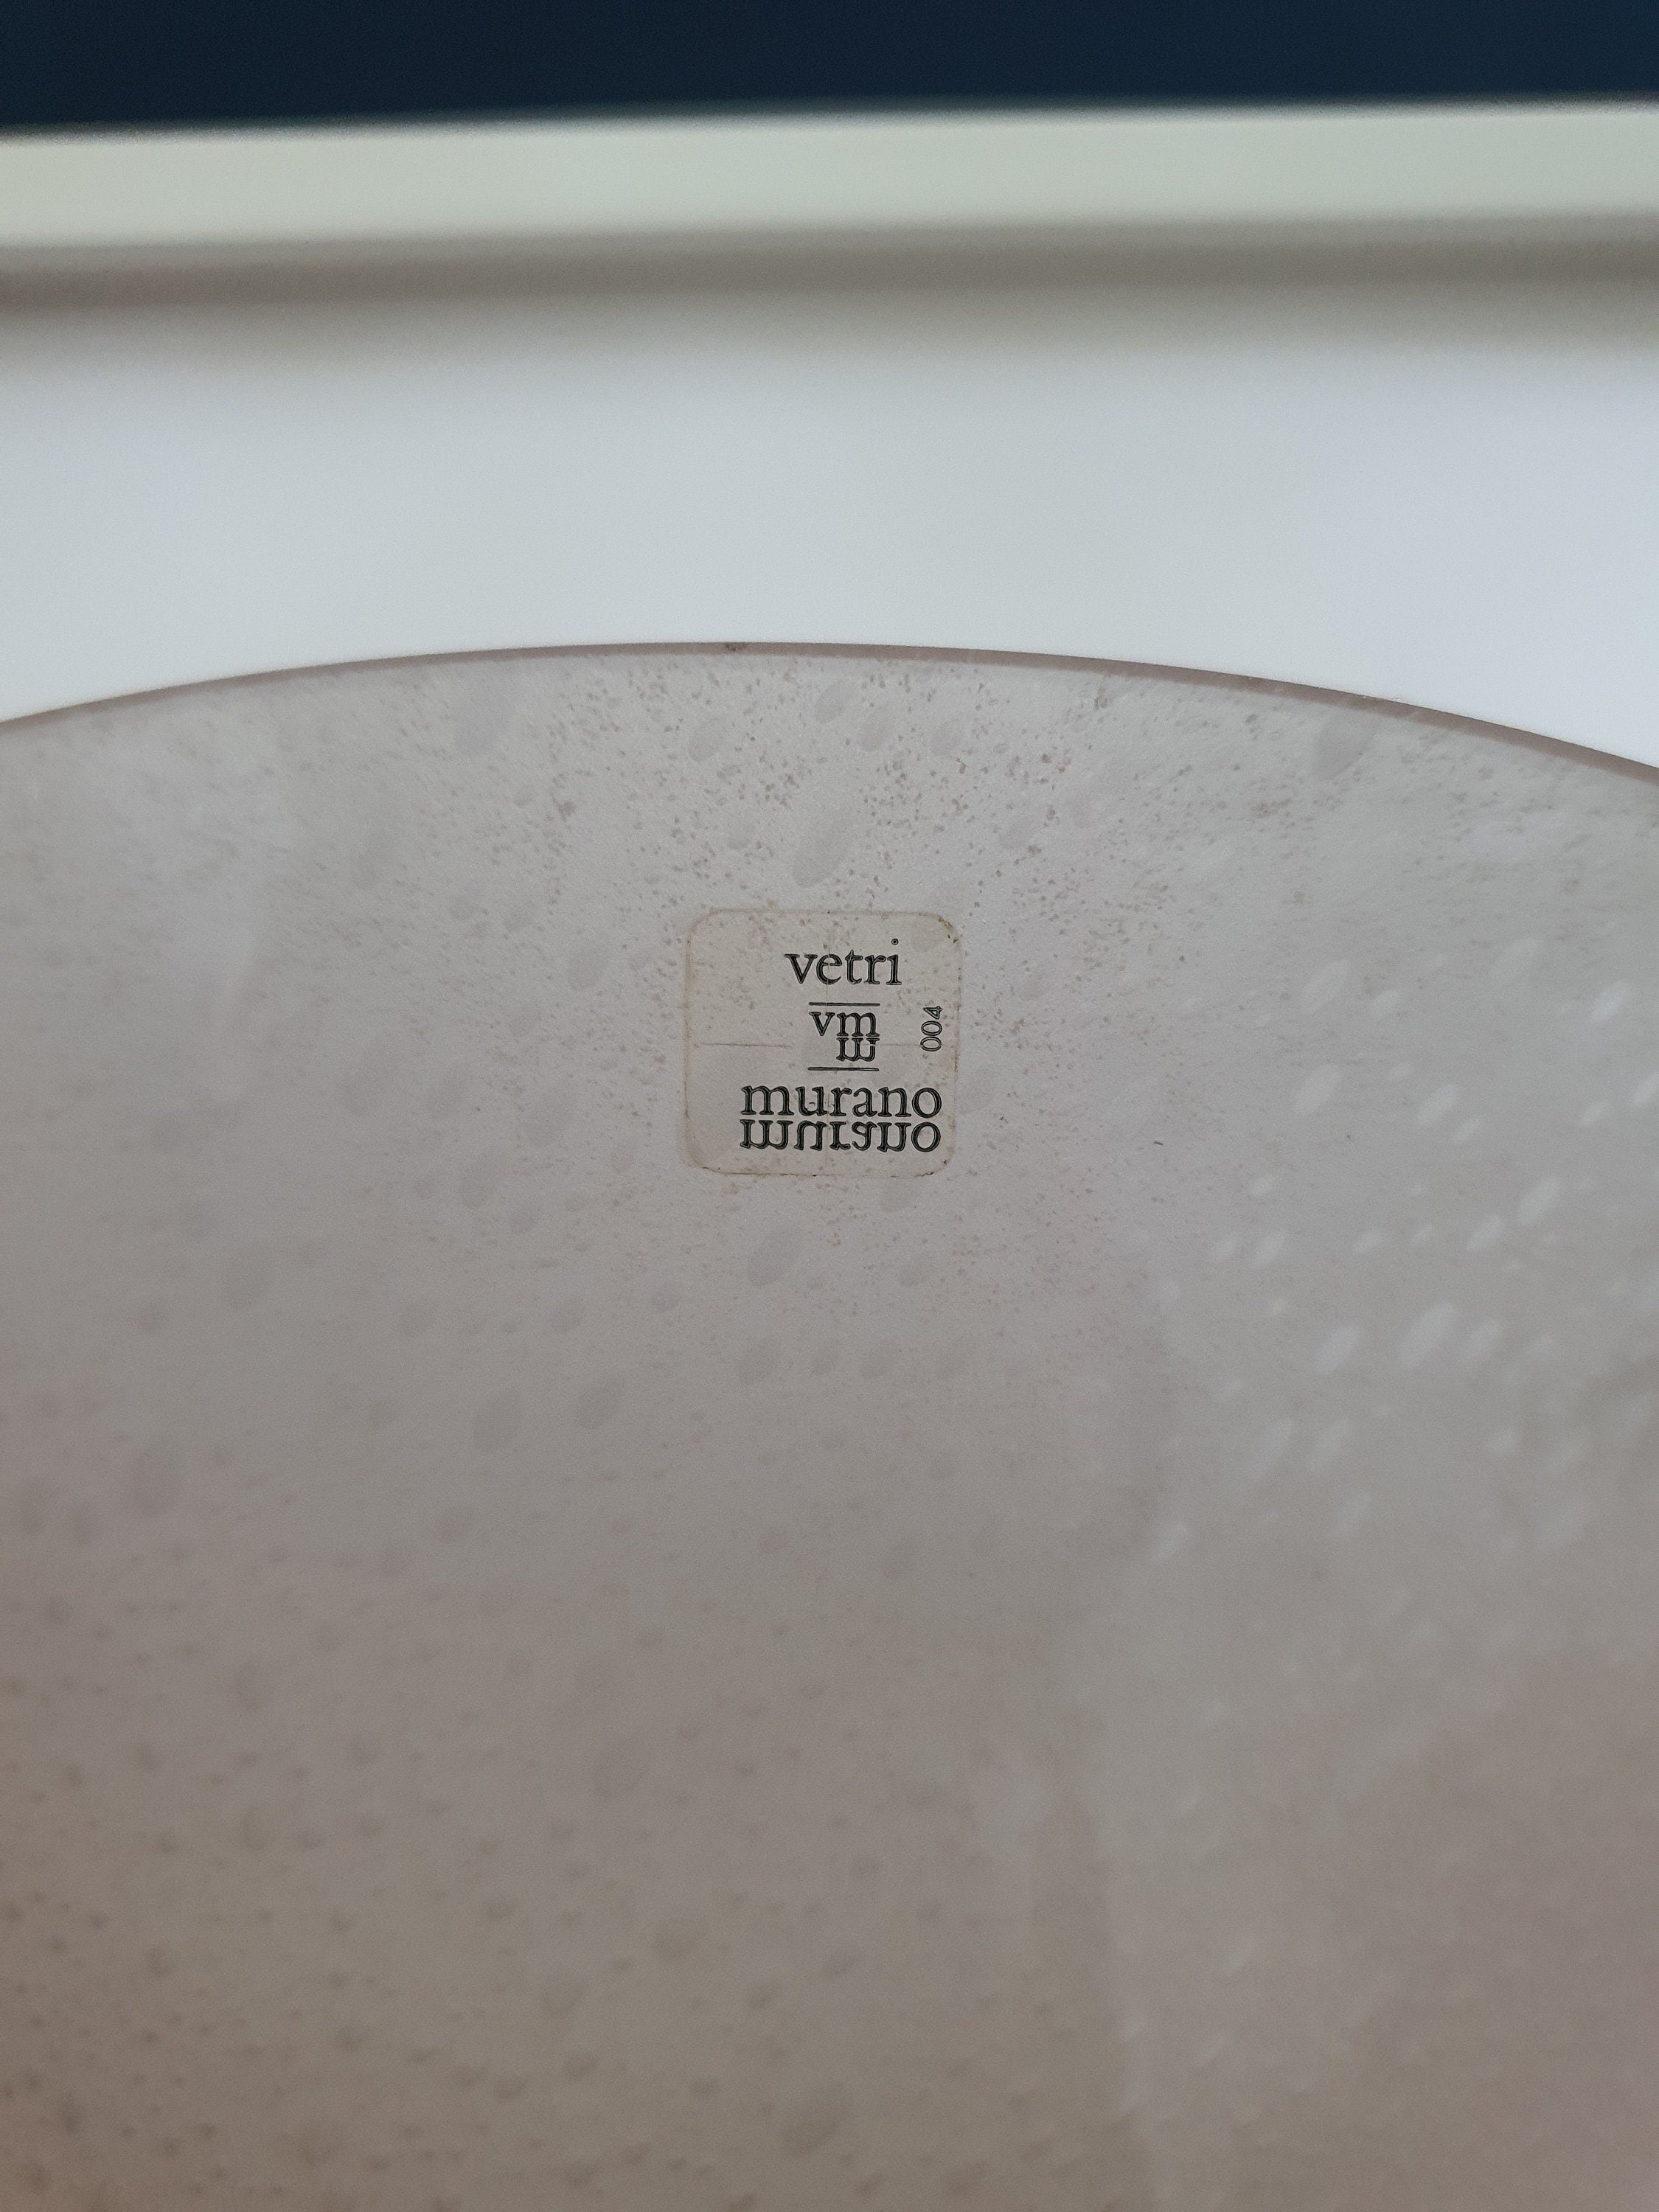 vetri
vm
004
murano